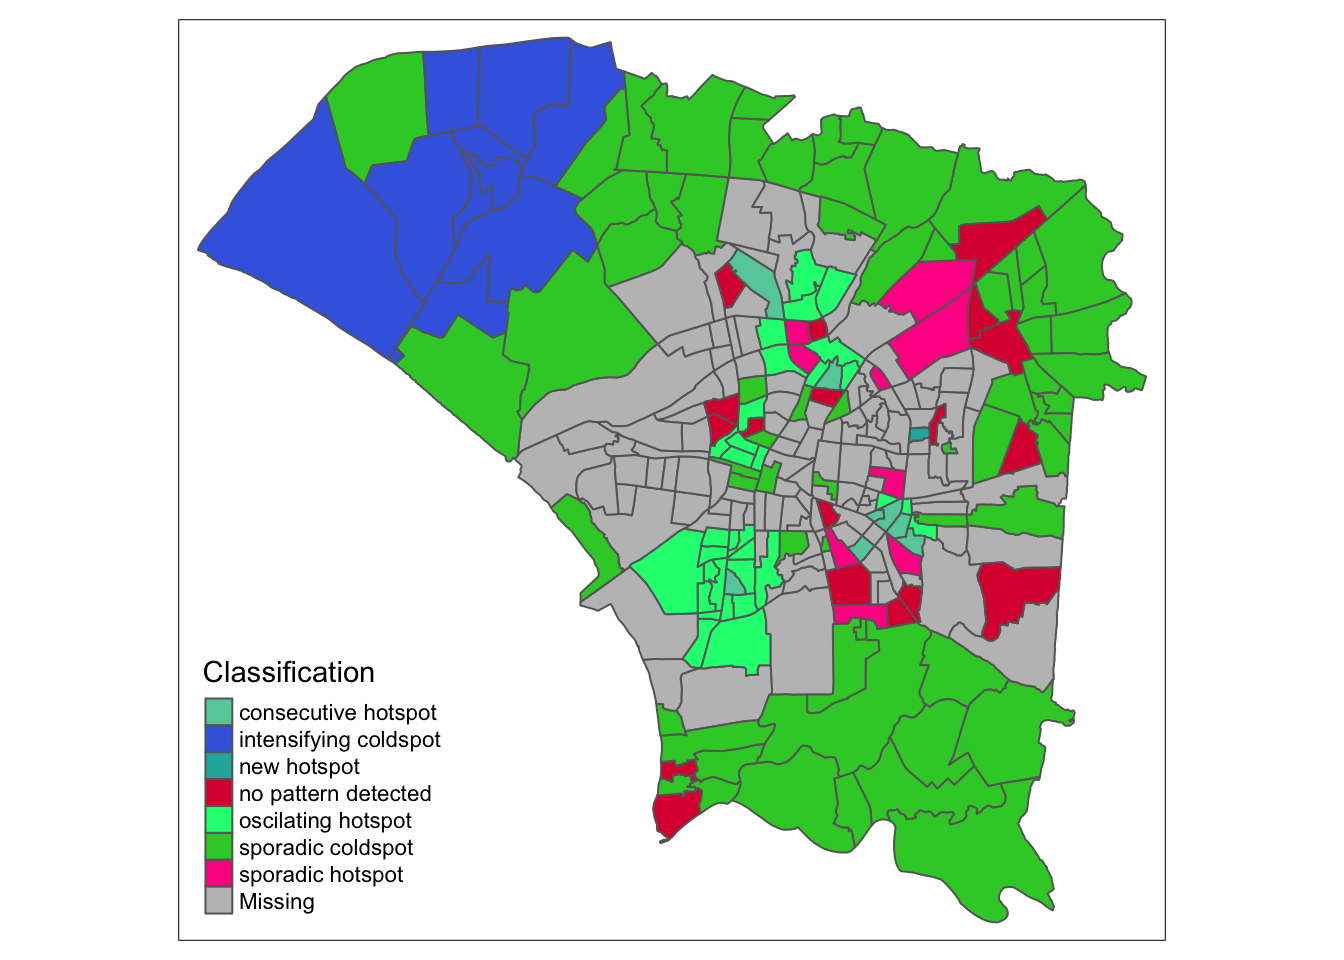 Classification
consecutive hotspot
intensifying coldspot
new hotspot
no pattern detected
oscilating hotspot
sporadic coldspot
sporadic hotspot
Missing